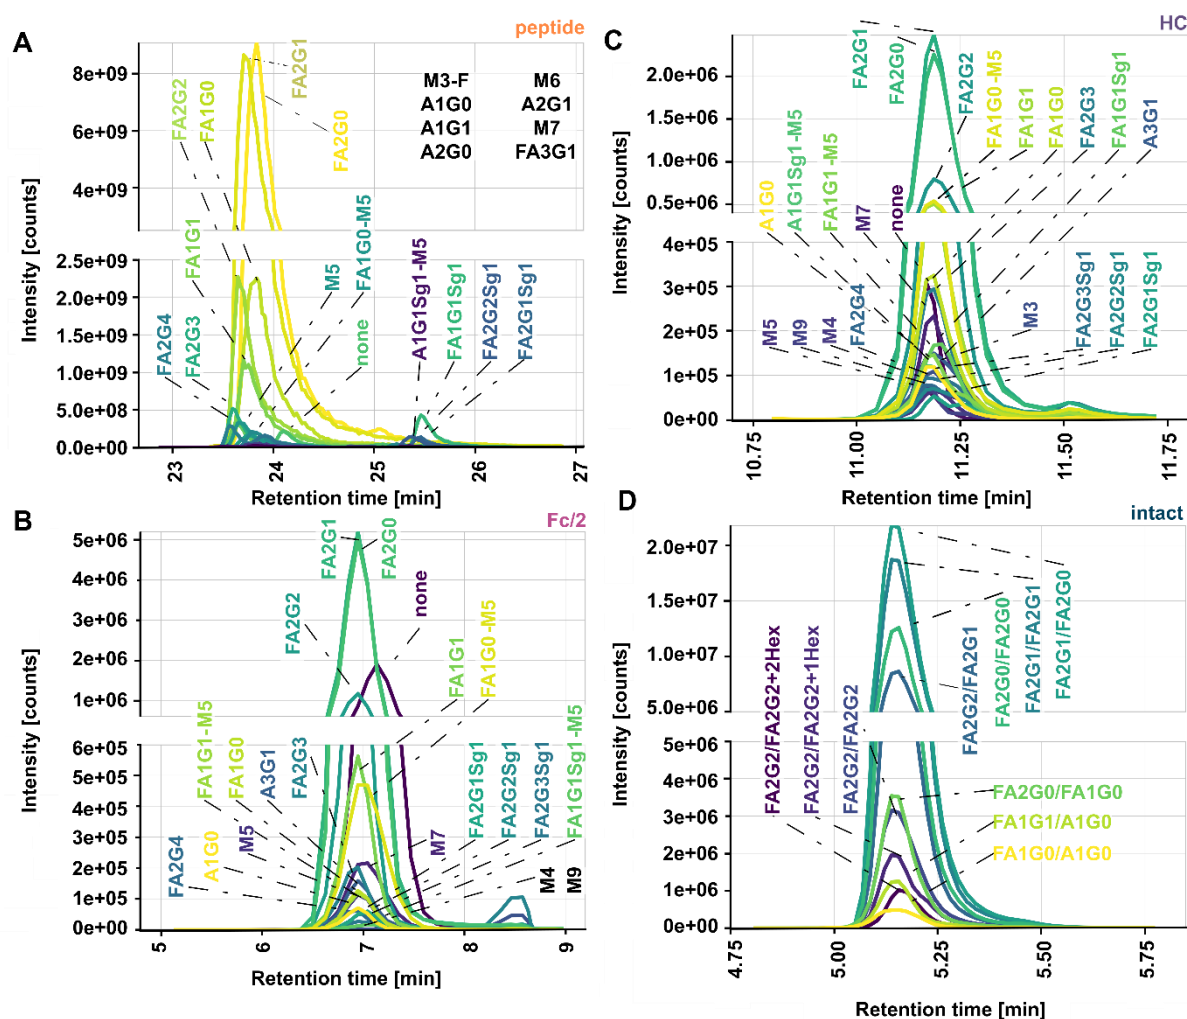 A
peptide
Intensity [counts]
8e+09
6e+09
4e+09
2.5e+09
2.0e+09
1.5e+09
1.0e+09
5.0e+08
0.0e+00
FA2G2
FA1G0
FA2G1
FA2G0
M3-F M6
A1G0 A2G1
A1G1 M7
A2G0 FA3G1
FA2G4
FA2G3
FA1G1
M5
FA1G0-M5
none
A1G1Sg1-M5
FA1G1Sg1
FA2G2Sg1
FA2G1Sg1
23 24 25 26 27
Retention time [min]
B
Fc/2
Intensity [counts]
5e+06
4e+06
3e+06
2e+06
1e+06
6e+05
5e+05
4e+05
3e+05
2e+05
1e+05
0e+00
FA2G2
FA2G1
FA2G0
none
FA1G1
FA1G0-M5
FA2G4
FA1G1-M5
A1G0
FA1G0
M5
A3G1
FA2G3
M7
FA2G1Sg1
FA2G2Sg1
FA2G3Sg1
FA1G1Sg1-M5
M4 M9
5 6 7 8 9
Retention time [min]
C
HC
Intensity [counts]
2.0e+06
1.5e+06
1.0e+06
0.5e+06
4e+05
3e+05
2e+05
1e+05
0e+00
FA2G1
FA2G0
FA2G2
FA1G0-M5
FA1G1
FA1G0
FA2G3
FA1G1Sg1
A3G1
A1G0
A1G1Sg1-M5
FA1G1-M5
M7
none
M5
M9
M4
FA2G4
M3
FA2G3Sg1
FA2G2Sg1
FA2G1Sg1
10.75 11.00 11.25 11.50 11.75
Retention time [min]
D
intact
Intensity [counts]
2.0e+07
1.5e+07
1.0e+07
5.0e+06
5e+06
4e+06
3e+06
2e+06
1e+06
0e+00
FA2G2/FA2G2+2Hex
FA2G2/FA2G2+1Hex
FA2G2/FA2G2
FA2G2/FA2G1
FA2G0/FA2G0
FA2G1/FA2G1
FA2G1/FA2G0
FA2G0/FA1G0
FA1G1/A1G0
FA1G0/A1G0
4.75 5.00 5.25 5.50 5.75
Retention time [min]